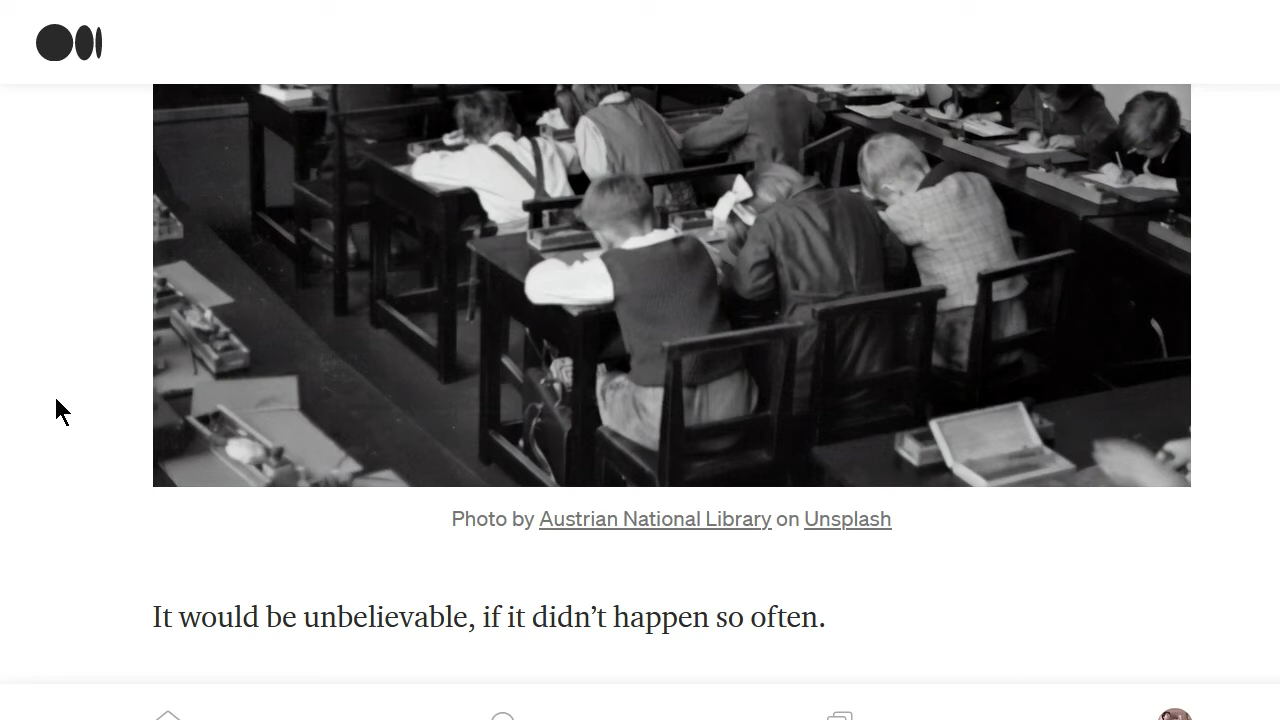 Photo by Austrian National Library on Unsplash
It would be unbelievable, if it didn’t happen so often.